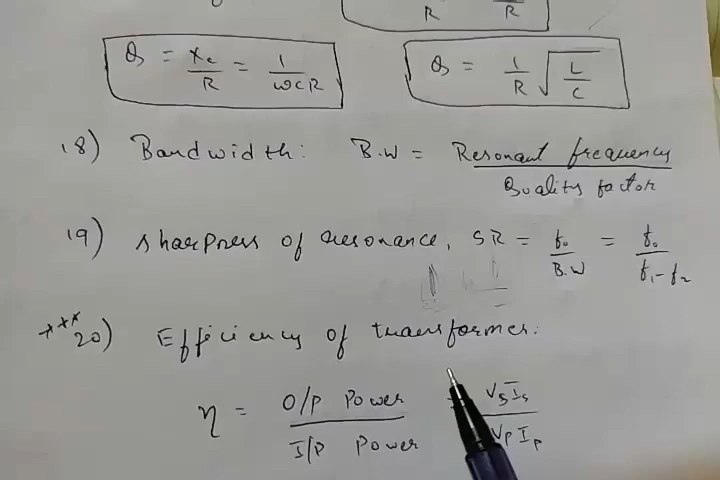 R R
Q = Xc/R = 1/ωCR Q = 1/R √L/C
18) Bandwidth: B.W = Resonant frequency / Quality factor
19) Sharpness of resonance, SR = f₀/B.W = f₀/f₁-f₂
*** 20) Efficiency of transformer:
η = O/P Power / I/P Power = VsIs / VpIp